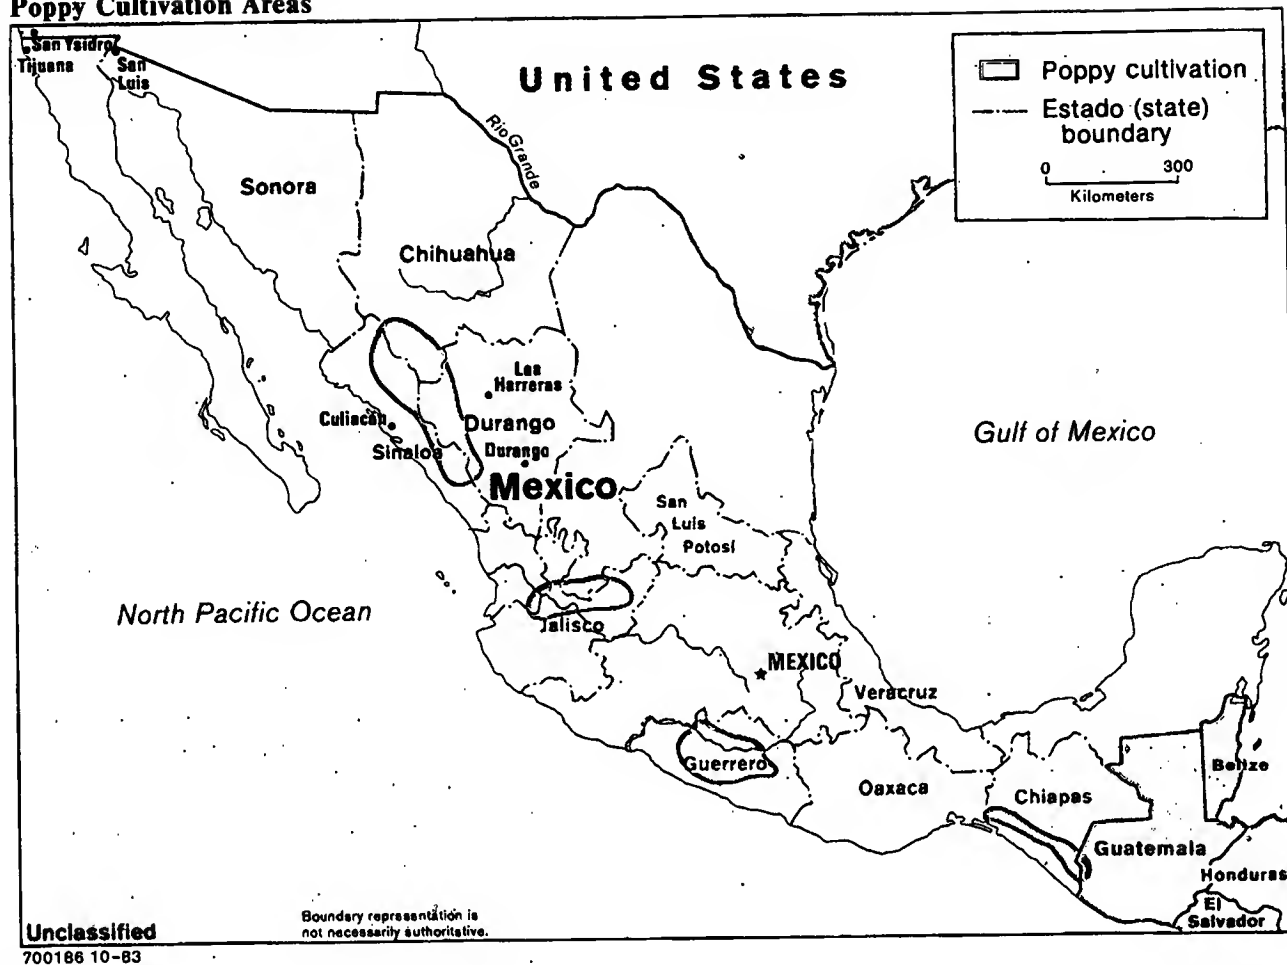 Poppy Cultivation Areas
San Ysidro
Tijuana
San
Luis
United States
Poppy cultivation
Estado (state)
boundary
0 300
Kilometers
Rio Grande
Sonora
Chihuahua
Las
Herreras
Culiacán
Durango
Sinaloa
Durango
Mexico
Gulf of Mexico
San
Luis
Potosí
North Pacific Ocean
Jalisco
MEXICO
Veracruz
Guerrero
Oaxaca
Chiapas
Belize
Guatemala
Honduras
El
Salvador
Unclassified
Boundary representation is
not necessarily authoritative.
700186 10-83